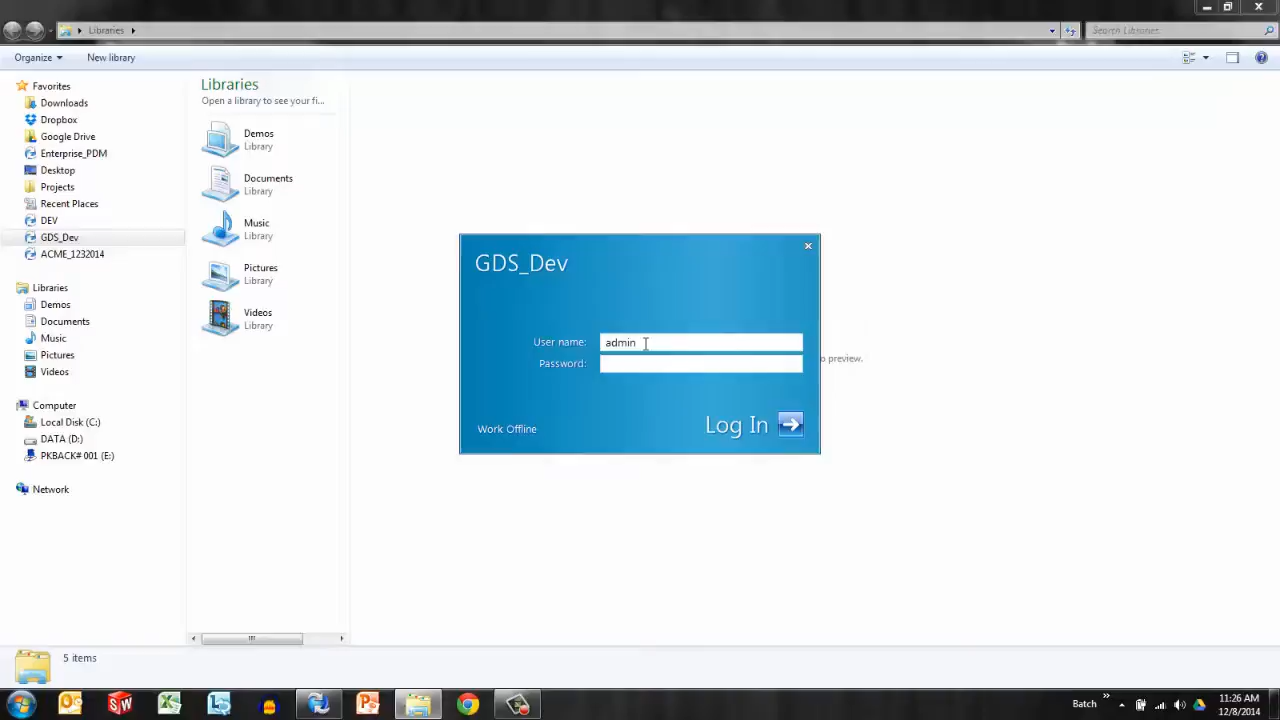 Libraries
Search Libraries
Organize
New library
Favorites
Downloads
Dropbox
Google Drive
Enterprise_PDM
Desktop
Projects
Recent Places
DEV
GDS_Dev
ACME_1232014
Libraries
Demos
Documents
Music
Pictures
Videos
Computer
Local Disk (C:)
DATA (D:)
PKBACK# 001 (E:)
Network
Libraries
Open a library to see your fi...
Demos
Library
Documents
Library
Music
Library
Pictures
Library
Videos
Library
GDS_Dev
User name: admin
Password:
Work Offline
Log In
o preview.
5 items
Batch
11:26 AM
12/8/2014